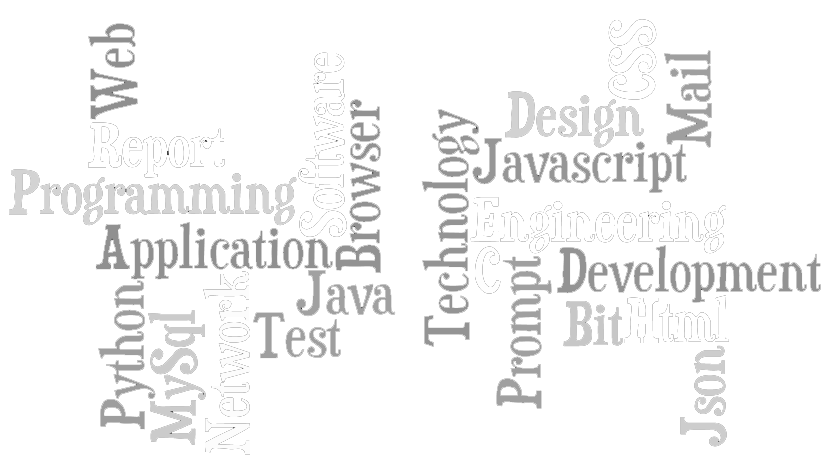 Web
Report
Programming
Software
Browser
Application
Java
Test
Python
MySql
Network
CSS
Mail
Design
Technology
Javascript
Engineering
C
Development
Prompt
Bit
Html
Json